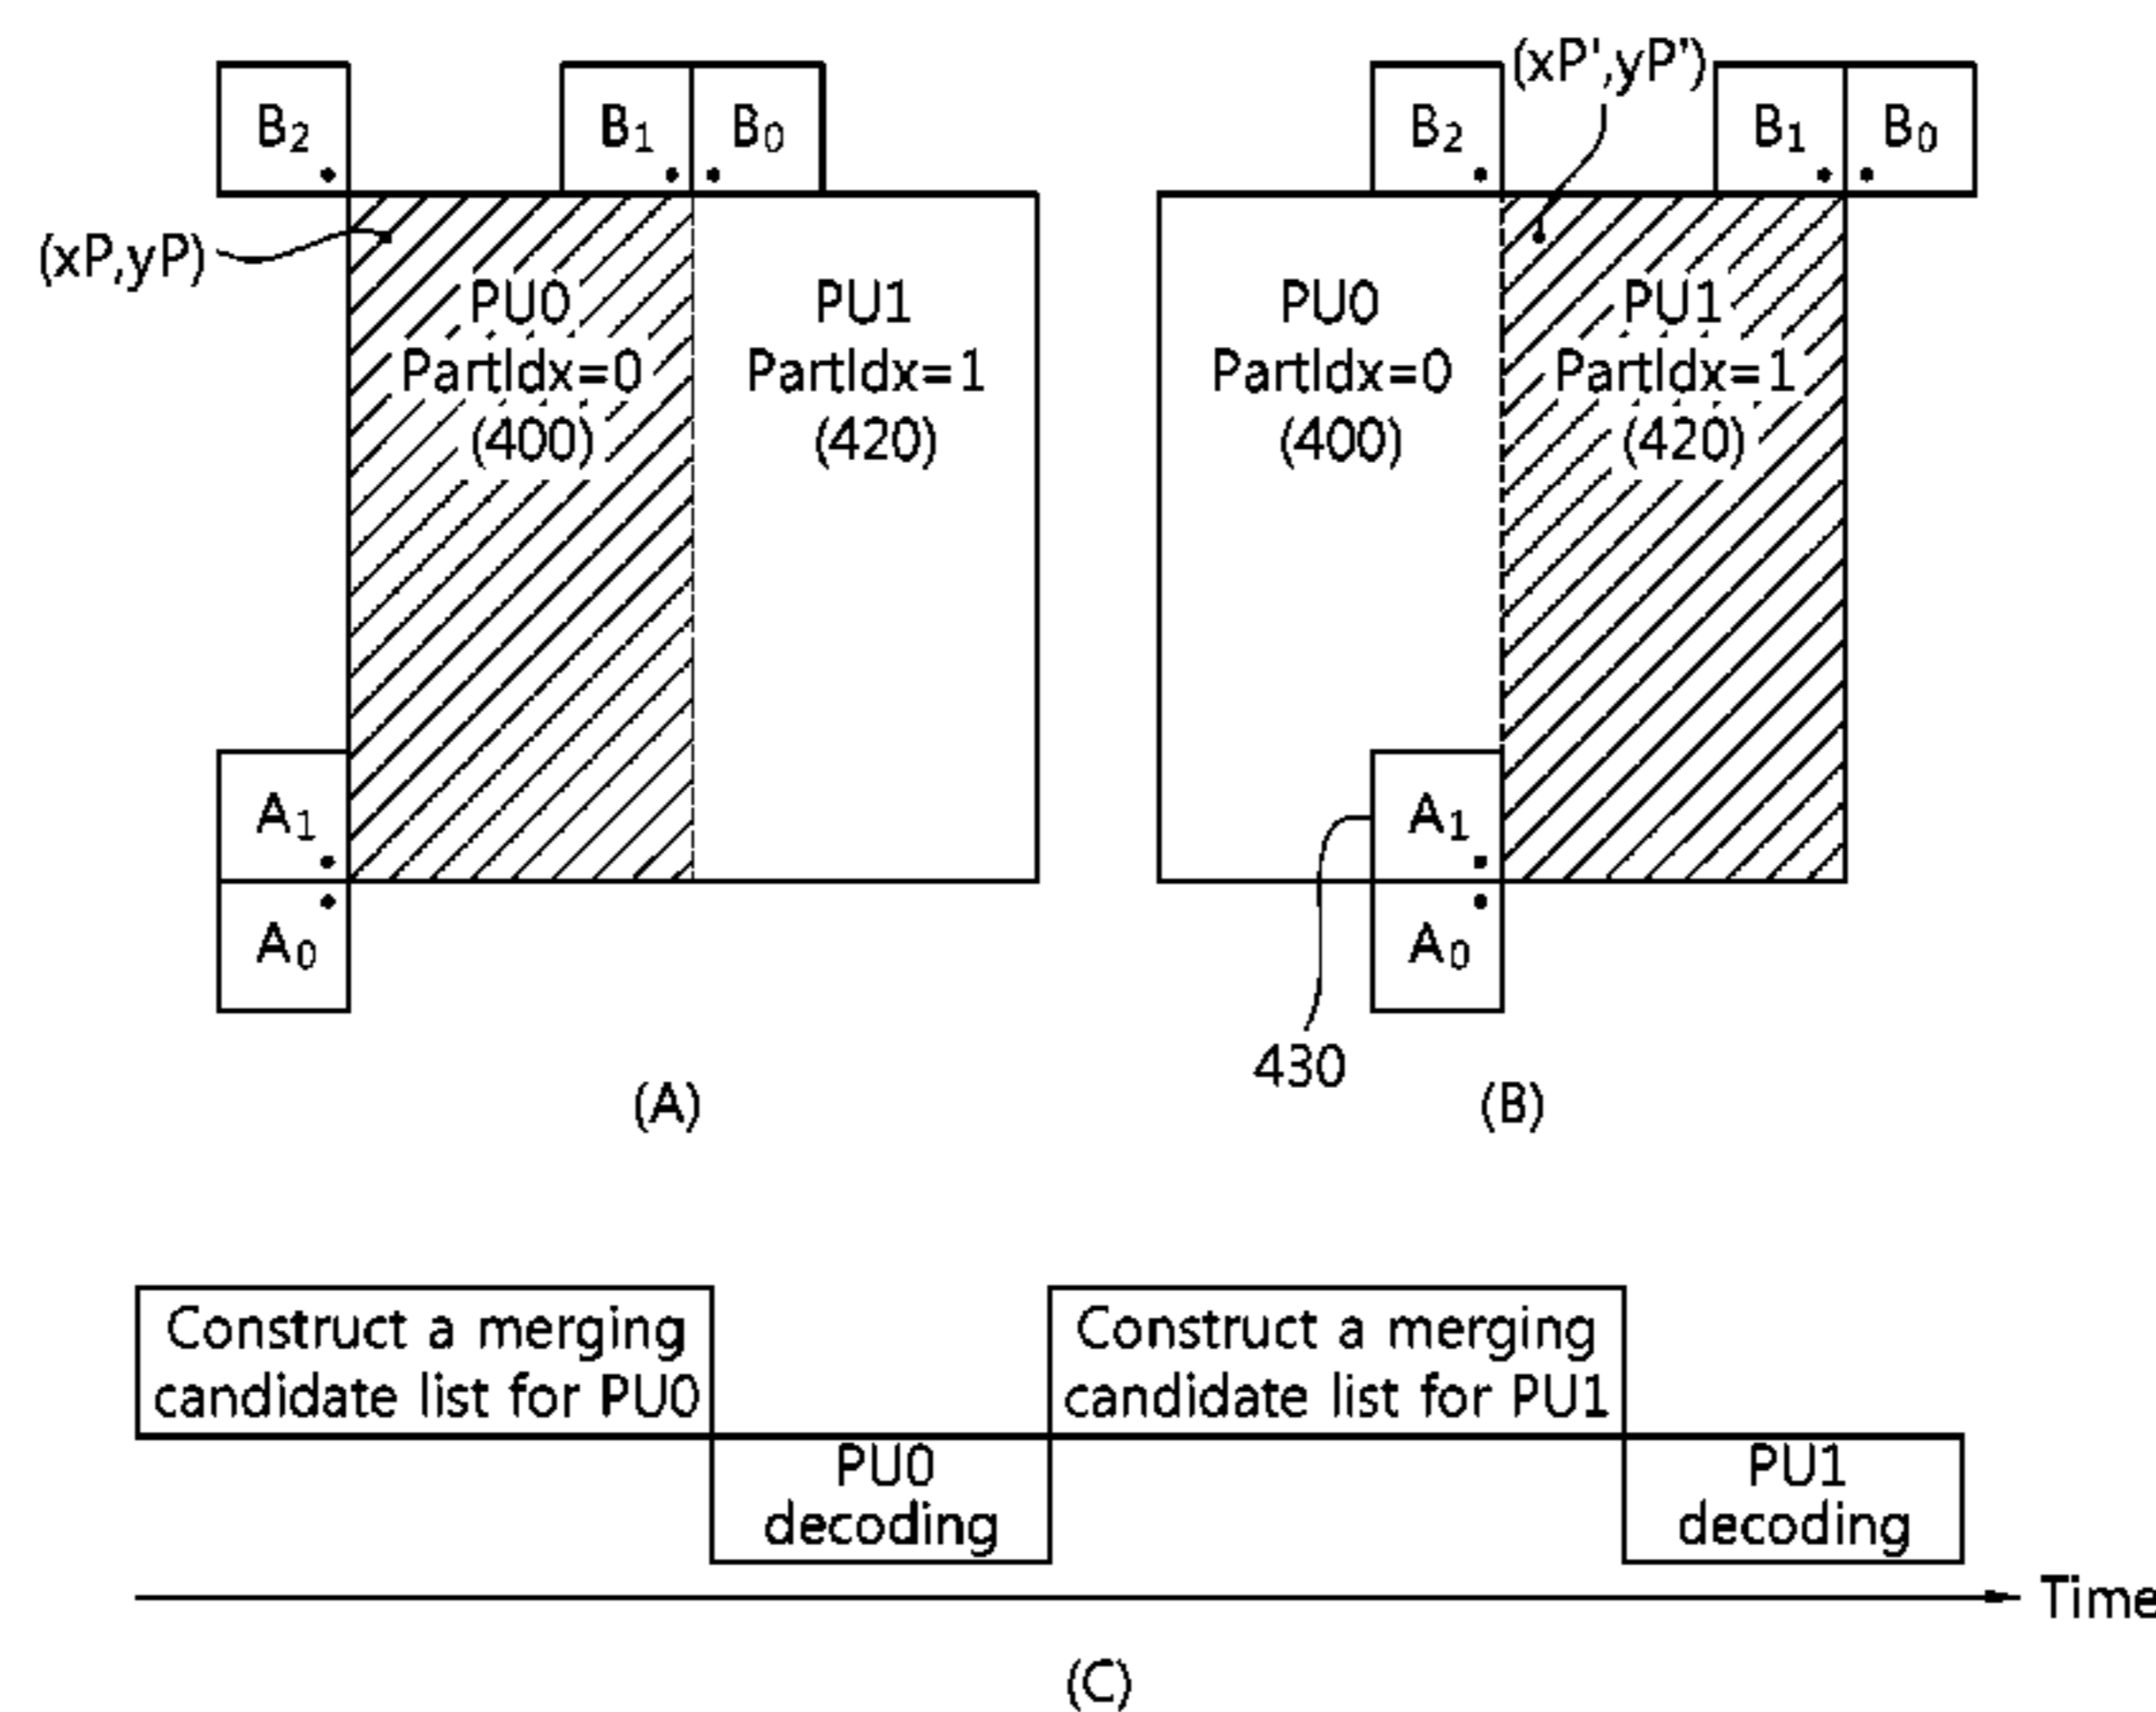 (xP',yP')
B2
B1
B0
B2
B1
B0
(xP,yP)
PU0
PartIdx=0
(400)
PU1
PartIdx=1
(420)
PU0
PartIdx=0
(400)
PU1
PartIdx=1
(420)
A1
A0
A1
A0
430
(A)
(B)
Construct a merging
candidate list for PU0
PU0
decoding
Construct a merging
candidate list for PU1
PU1
decoding
Time
(C)